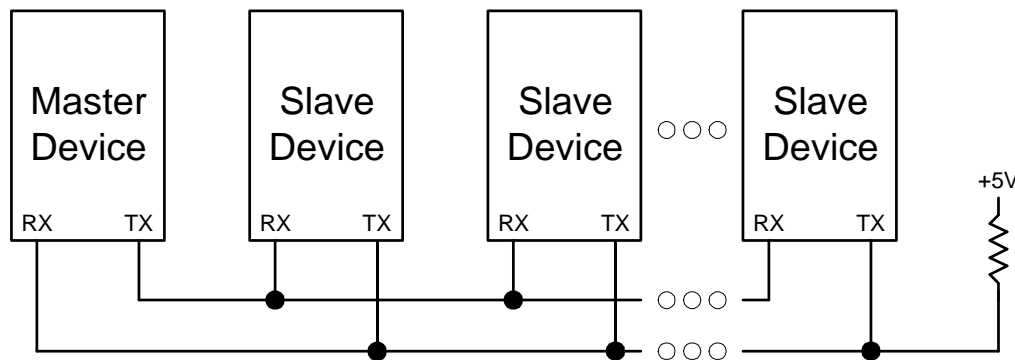 Master
Device
Slave
Device
Slave
Device
Slave
Device
+5V
RX TX
RX TX
RX TX
RX TX